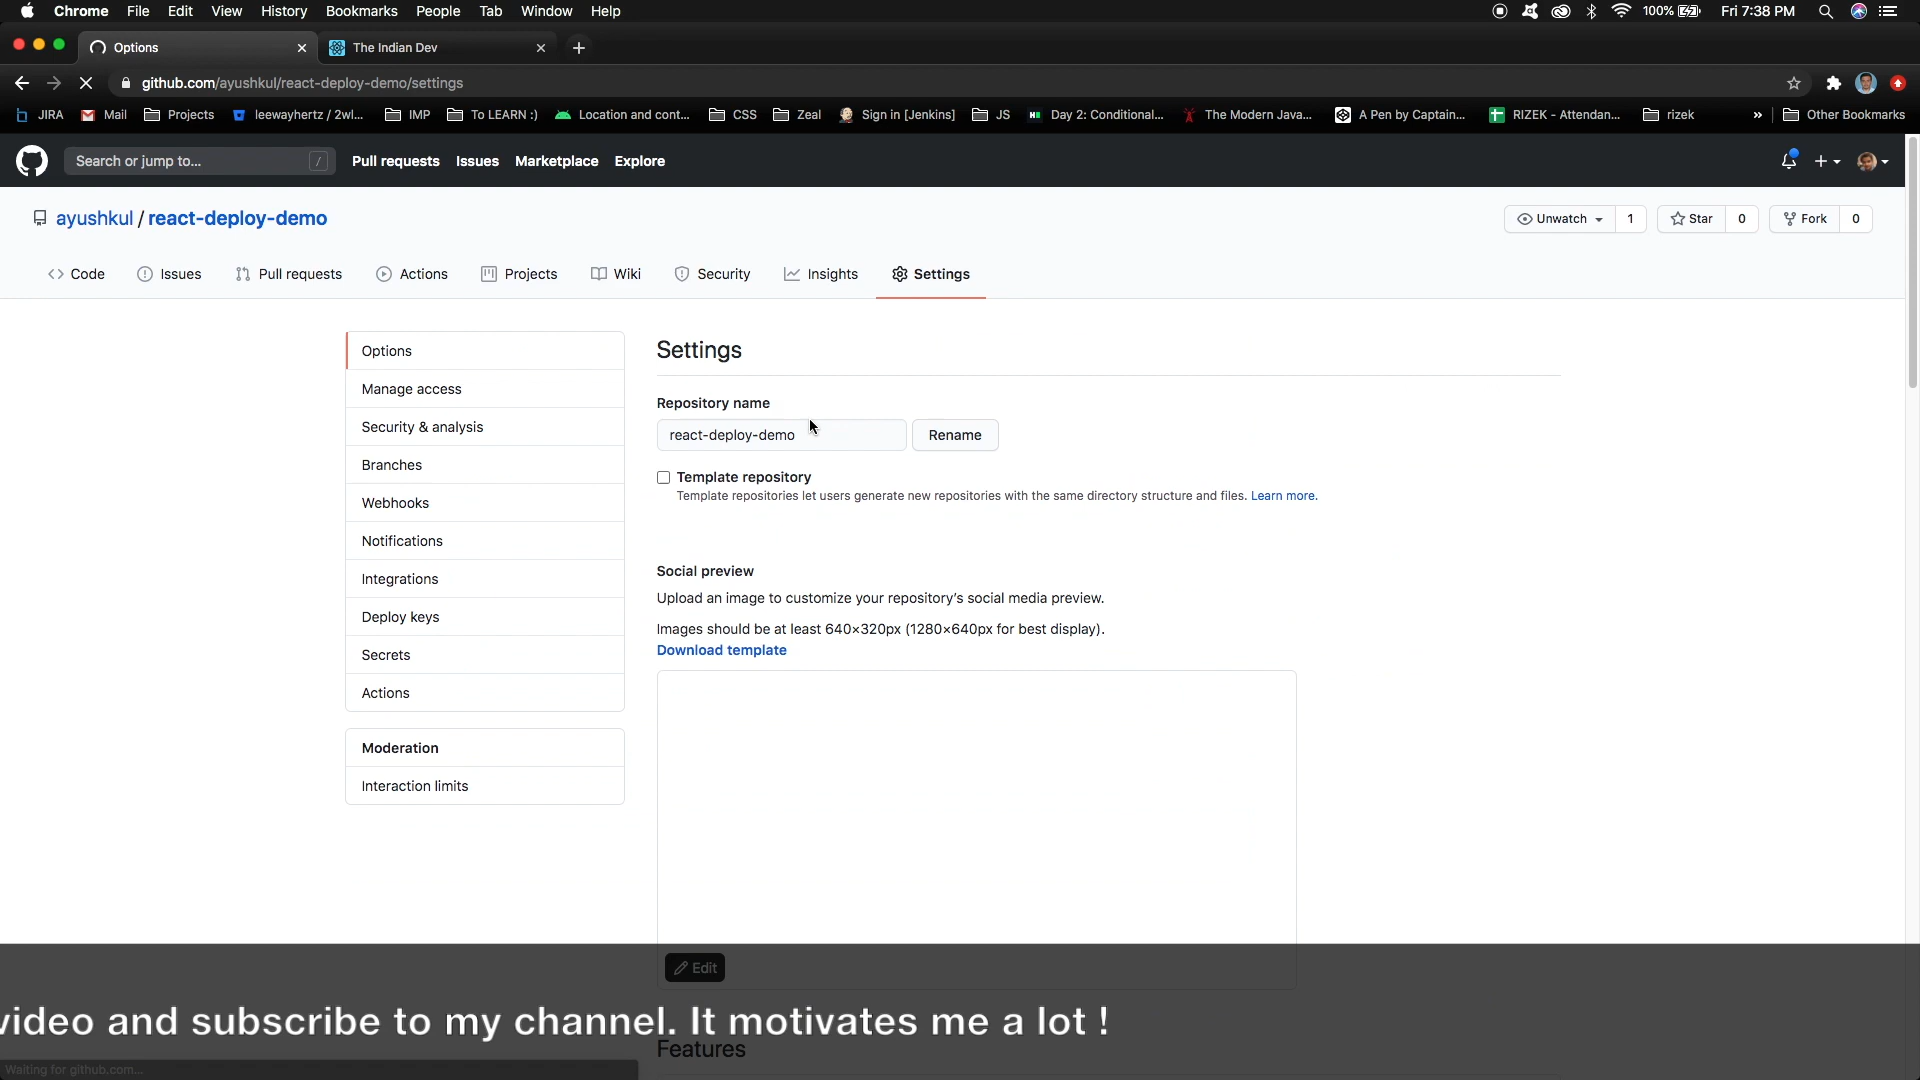 Chrome File Edit View History Bookmarks People Tab Window Help 100% Fri 7:38 PM
Options The Indian Dev
github.com/ayushkul/react-deploy-demo/settings
JIRA Mail Projects leewayhertz / 2wl... IMP To LEARN :) Location and cont... CSS Zeal Sign in [Jenkins] JS Day 2: Conditional... The Modern Java... A Pen by Captain... RIZEK - Attendan... rizek » Other Bookmarks
Search or jump to... / Pull requests Issues Marketplace Explore
ayushkul / react-deploy-demo Unwatch 1 Star 0 Fork 0
Code Issues Pull requests Actions Projects Wiki Security Insights Settings
Options
Manage access
Security & analysis
Branches
Webhooks
Notifications
Integrations
Deploy keys
Secrets
Actions
Moderation
Interaction limits
Settings
Repository name
react-deploy-demo Rename
Template repository
Template repositories let users generate new repositories with the same directory structure and files. Learn more.
Social preview
Upload an image to customize your repository's social media preview.
Images should be at least 640×320px (1280×640px for best display).
Download template
Edit
video and subscribe to my channel. It motivates me a lot !
Features
Waiting for github.com...